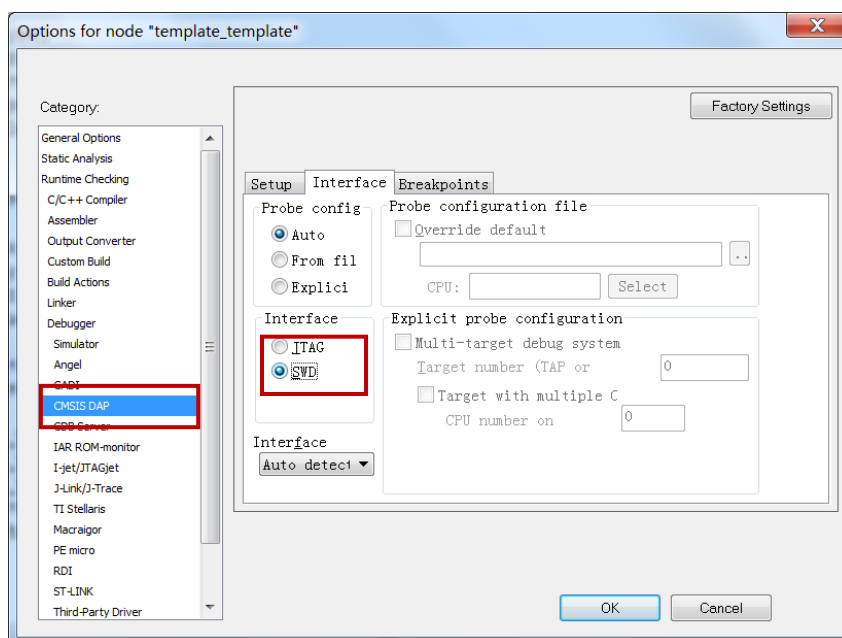 Options for node "template_template"
X
Category:
Factory Settings
General Options
Static Analysis
Runtime Checking
C/C++ Compiler
Assembler
Output Converter
Custom Build
Build Actions
Linker
Debugger
Simulator
Angel
CADI
CMSIS DAP
GDB Server
IAR ROM-monitor
I-jet/JTAGjet
J-Link/J-Trace
TI Stellaris
Macraigor
PE micro
RDI
ST-LINK
Third-Party Driver
Setup Interface Breakpoints
Probe config
Auto
From fil
Explici
Probe configuration file
Override default
..
CPU: Select
Interface
JTAG
SWD
Explicit probe configuration
Multi-target debug system
Target number (TAP or 0
Target with multiple C
CPU number on 0
Interface
Auto detect
OK Cancel